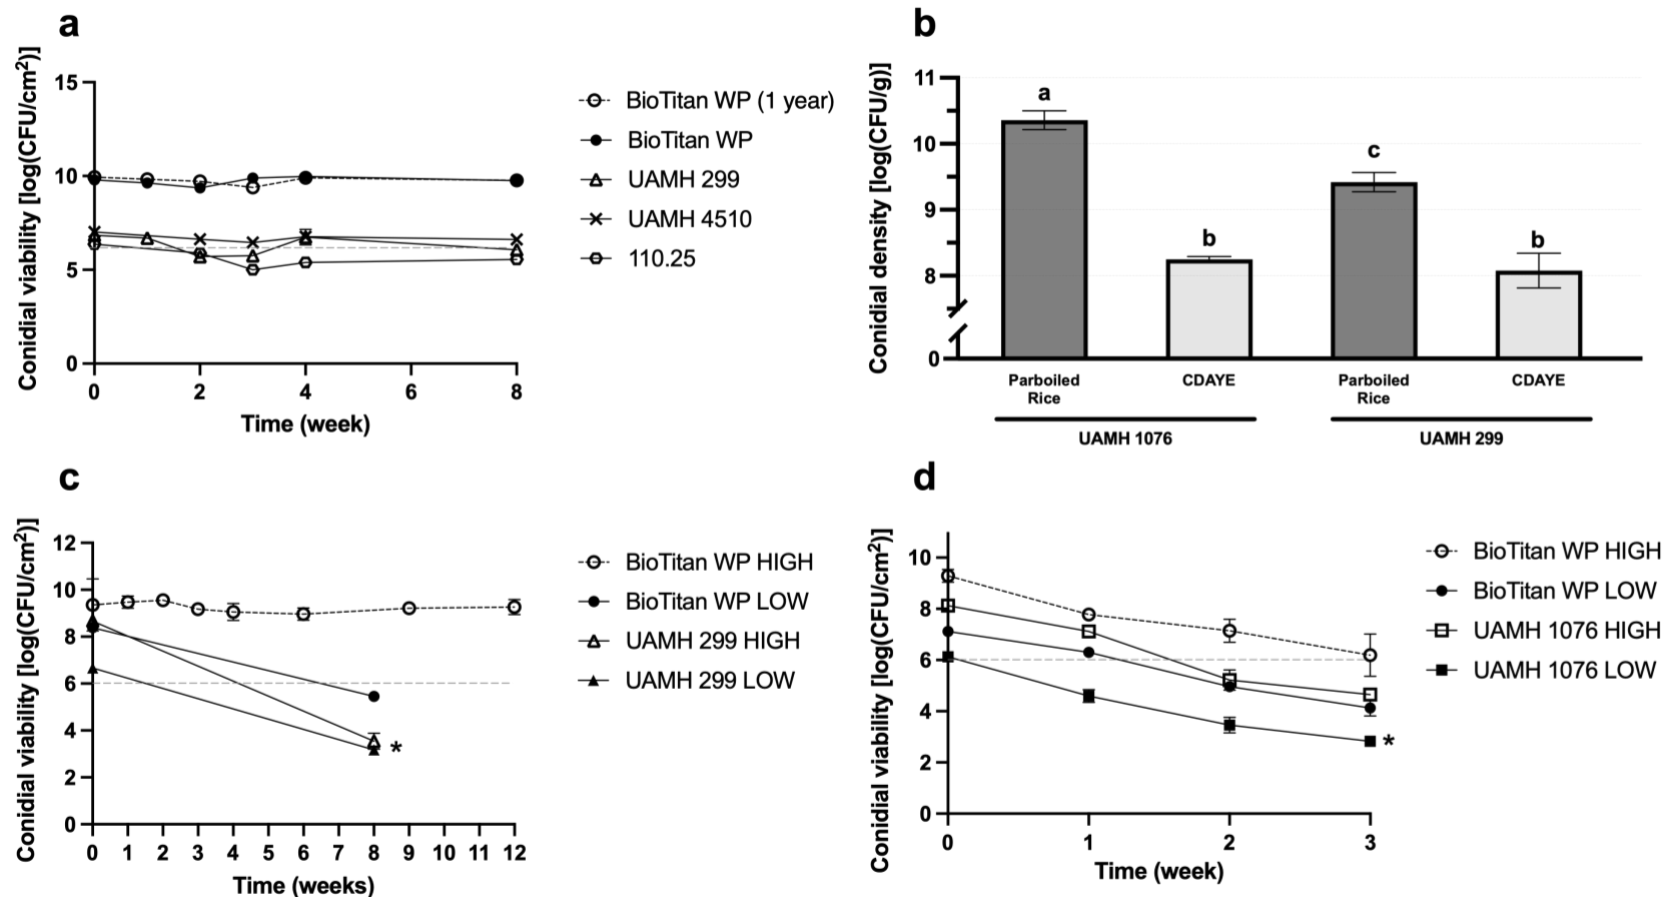 a
Conidial viability [log(CFU/cm²)]
15
10
5
0
0 2 4 6 8
Time (week)
BioTitan WP (1 year)
BioTitan WP
UAMH 299
UAMH 4510
110.25
b
Conidial density [log(CFU/g)]
11
10
9
8
0
a
b
c
b
Parboiled
Rice
CDAYE
Parboiled
Rice
CDAYE
UAMH 1076
UAMH 299
c
Conidial viability [log(CFU/cm²)]
12
10
8
6
4
2
0
*
0 1 2 3 4 5 6 7 8 9 10 11 12
Time (weeks)
BioTitan WP HIGH
BioTitan WP LOW
UAMH 299 HIGH
UAMH 299 LOW
d
Conidial viability [log(CFU/cm²)]
10
8
6
4
2
0
*
0 1 2 3
Time (week)
BioTitan WP HIGH
BioTitan WP LOW
UAMH 1076 HIGH
UAMH 1076 LOW